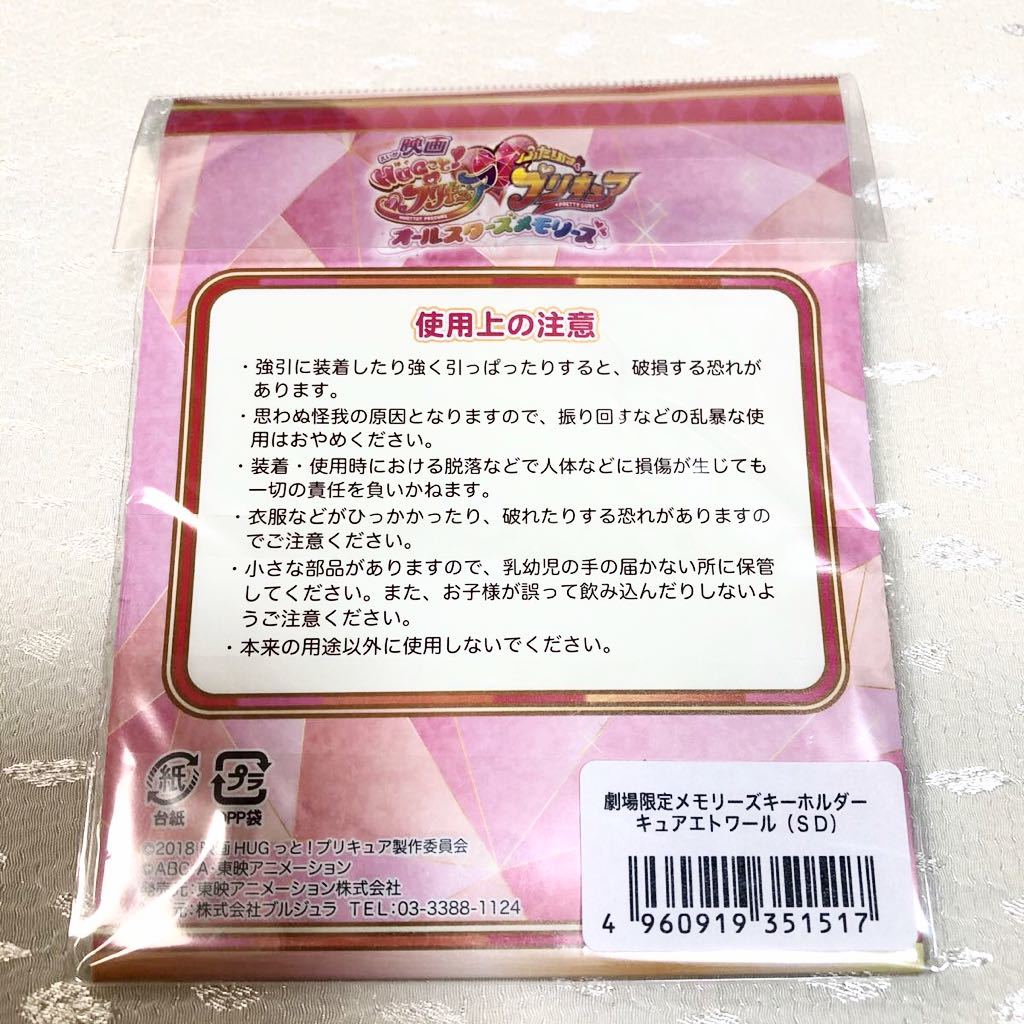 えいが
映画
HUGっと!
プリキュア
HUGTTO! PRECURE
ふたりは
プリキュア
PRETTY CURE
オールスターズメモリーズ
使用上の注意
・強引に装着したり強く引っぱったりすると、破損する恐れが
あります。
・思わぬ怪我の原因となりますので、振り回すなどの乱暴な使
用はおやめください。
・装着・使用時における脱落などで人体などに損傷が生じても
一切の責任を負いかねます。
・衣服などがひっかかったり、破れたりする恐れがありますの
でご注意ください。
・小さな部品がありますので、乳幼児の手の届かない所に保管
してください。また、お子様が誤って飲み込んだりしないよ
うご注意ください。
・本来の用途以外に使用しないでください。
紙 プラ
台紙 OPP袋
©2018 映画HUGっと!プリキュア製作委員会
©ABC-A・東映アニメーション
発売元:東映アニメーション株式会社
元:株式会社ブルジュラ TEL:03-3388-1124
劇場限定メモリーズキーホルダー
キュアエトワール(SD)
4 960919 351517